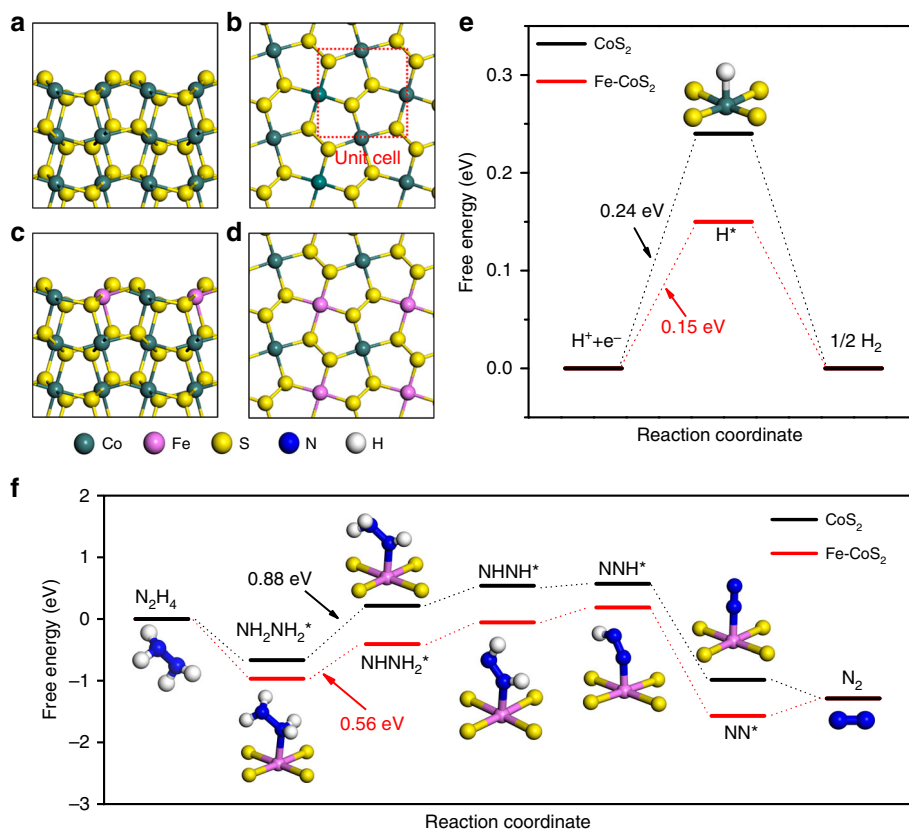 a
b
Unit cell
c
d
Co Fe S N H
e
CoS₂
Fe-CoS₂
0.3
0.2
0.1
0.0
Free energy (eV)
0.24 eV
H*
0.15 eV
H⁺+e⁻
1/2 H₂
Reaction coordinate
f
2
1
0
−1
−2
−3
Free energy (eV)
CoS₂
Fe-CoS₂
N₂H₄
NH₂NH₂*
0.88 eV
0.56 eV
NHNH₂*
NHNH*
NNH*
NN*
N₂
Reaction coordinate